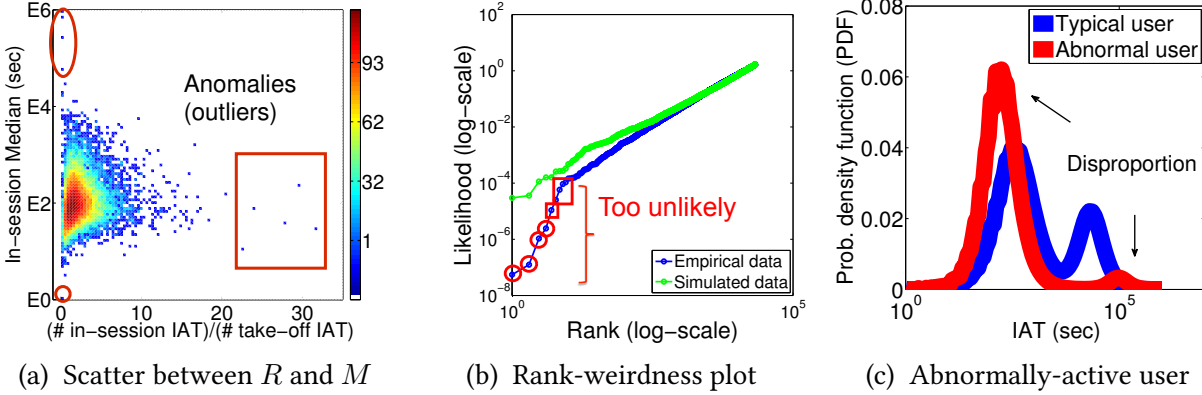 E6
E4
E2
E0
In-session Median (sec)
Anomalies
(outliers)
0
10
20
30
(# in−session IAT)/(# take−off IAT)
93
62
32
1
(a) Scatter between R and M
10^0
10^−2
10^−4
10^−6
10^−8
Likelihood (log−scale)
Too unlikely
Empirical data
Simulated data
10^0
10^5
Rank (log−scale)
(b) Rank-weirdness plot
0.08
0.06
0.04
0.02
0
Prob. density function (PDF)
Typical user
Abnormal user
Disproportion
10^0
10^5
IAT (sec)
(c) Abnormally-active user